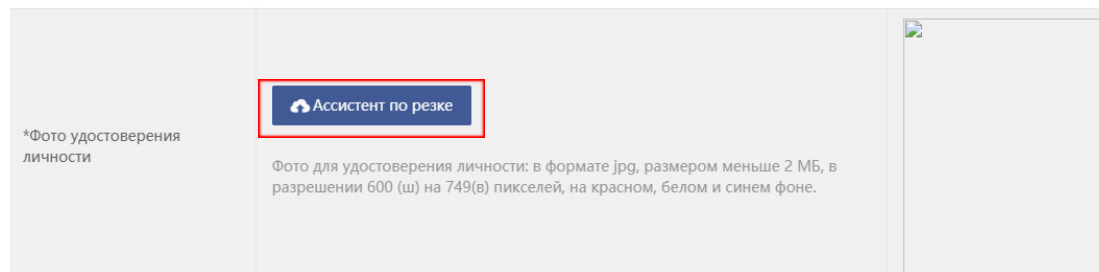 Ассистент по резке
*Фото удостоверения
личности
Фото для удостоверения личности: в формате jpg, размером меньше 2 МБ, в
разрешении 600 (ш) на 749(в) пикселей, на красном, белом и синем фоне.